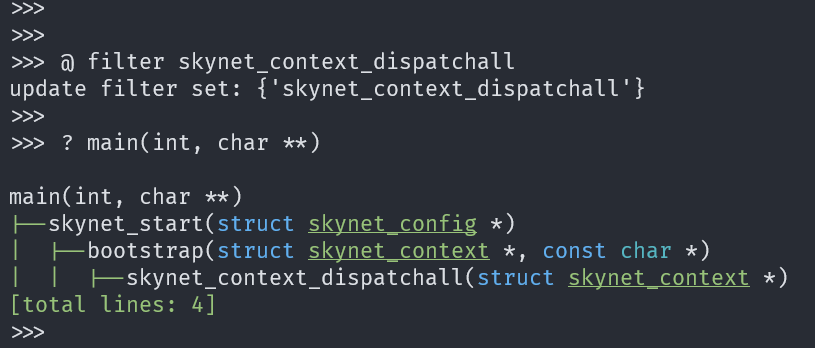 >>>
>>>
>>> @ filter skynet_context_dispatchall
update filter set: {'skynet_context_dispatchall'}
>>>
>>> ? main(int, char **)
main(int, char **)
├──skynet_start(struct skynet_config *)
│  ├──bootstrap(struct skynet_context *, const char *)
│  │  ├──skynet_context_dispatchall(struct skynet_context *)
[total lines: 4]
>>>